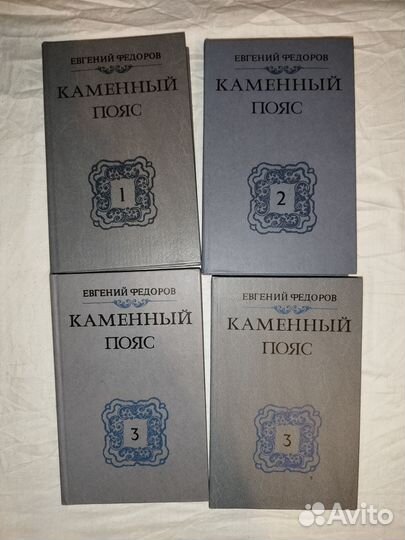 ЕВГЕНИЙ ФЕДОРОВ
КАМЕННЫЙ
ПОЯС
1
ЕВГЕНИЙ ФЕДОРОВ
КАМЕННЫЙ
ПОЯС
2
ЕВГЕНИЙ ФЕДОРОВ
КАМЕННЫЙ
ПОЯС
3
ЕВГЕНИЙ ФЕДОРОВ
КАМЕННЫЙ
ПОЯС
3
Avito